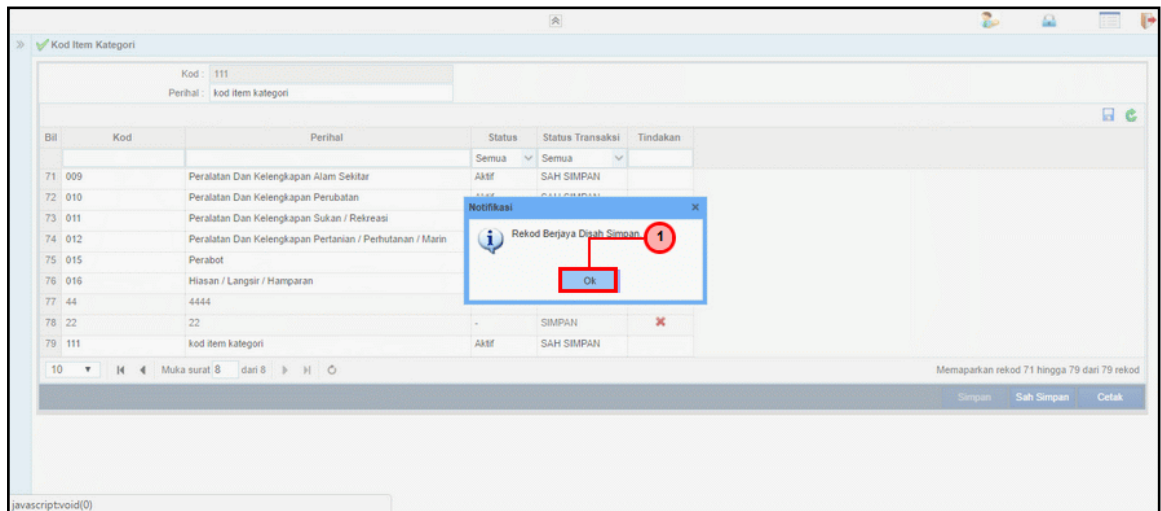 Kod Item Kategori
Kod : 111
Perihal : kod item kategori
Bil Kod Perihal Status Status Transaksi Tindakan
Semua Semua
71 009 Peralatan Dan Kelengkapan Alam Sekitar Aktif SAH SIMPAN
72 010 Peralatan Dan Kelengkapan Perubatan
73 011 Peralatan Dan Kelengkapan Sukan / Rekreasi
74 012 Peralatan Dan Kelengkapan Pertanian / Perhutanan / Marin
75 015 Perabot
76 016 Hiasan / Langsir / Hamparan
77 44 4444
78 22 22 - SIMPAN
79 111 kod item kategori Aktif SAH SIMPAN
Notifikasi
Rekod Berjaya Disah Simpan.
1
Ok
10 Muka surat 8 dari 8 Memaparkan rekod 71 hingga 79 dari 79 rekod
Simpan Sah Simpan Cetak
javascript:void(0)